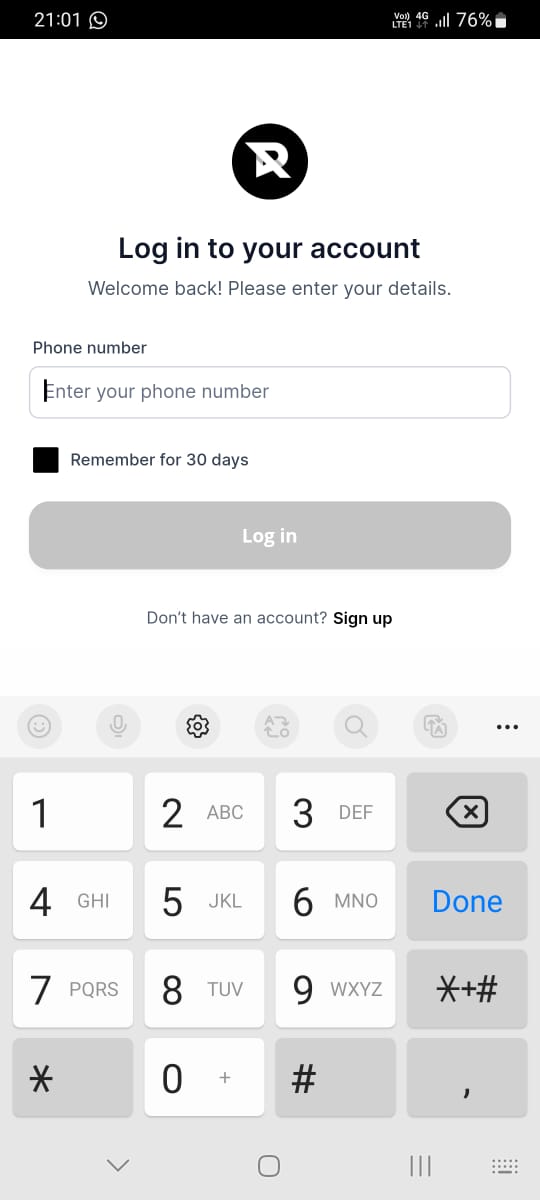 21:01 Vo)) 4G LTE1 76%
R
Log in to your account
Welcome back! Please enter your details.
Phone number
Enter your phone number
Remember for 30 days
Log in
Don't have an account? Sign up
1 2 ABC 3 DEF
4 GHI 5 JKL 6 MNO Done
7 PQRS 8 TUV 9 WXYZ *+#
* 0 + # ,